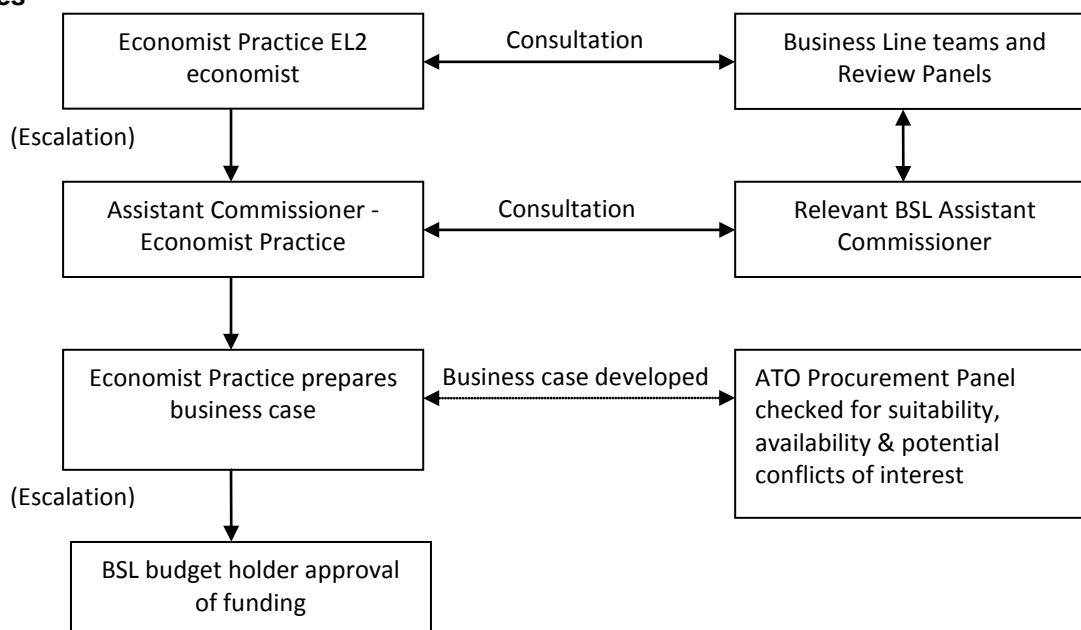 Economist Practice EL2
economist
Consultation
Business Line teams and
Review Panels
(Escalation)
Assistant Commissioner -
Economist Practice
Consultation
Relevant BSL Assistant
Commissioner
Economist Practice prepares
business case
Business case developed
ATO Procurement Panel
checked for suitability,
availability & potential
conflicts of interest
(Escalation)
BSL budget holder approval
of funding